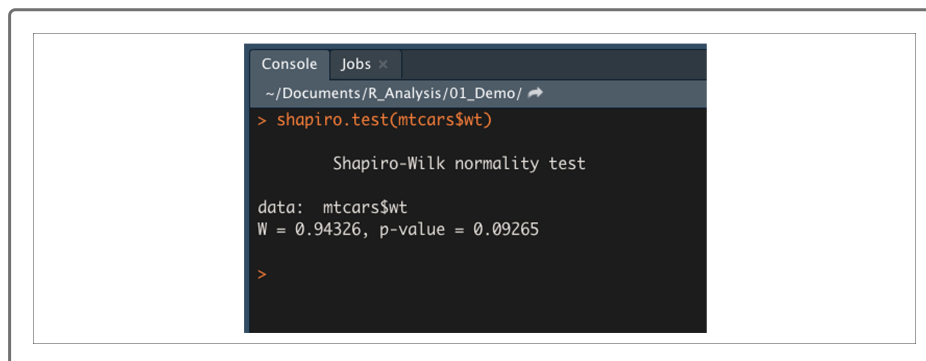 Console Jobs ×
~/Documents/R_Analysis/01_Demo/
> shapiro.test(mtcars$wt)
Shapiro-Wilk normality test
data:  mtcars$wt
W = 0.94326, p-value = 0.09265
>